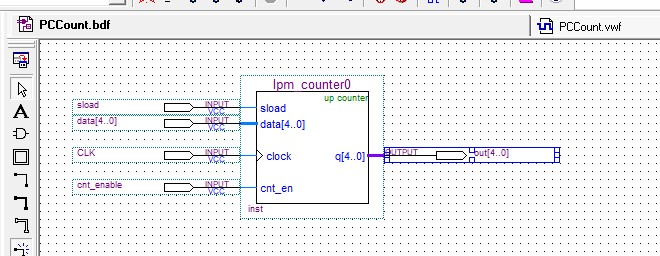 PCCount.bdf
PCCount.vwf
lpm_counter0
up counter
sload
INPUT
VCC
sload
data[4..0]
INPUT
VCC
data[4..0]
CLK
INPUT
VCC
clock
q[4..0]
OUTPUT
out[4..0]
cnt_enable
INPUT
VCC
cnt_en
inst
A